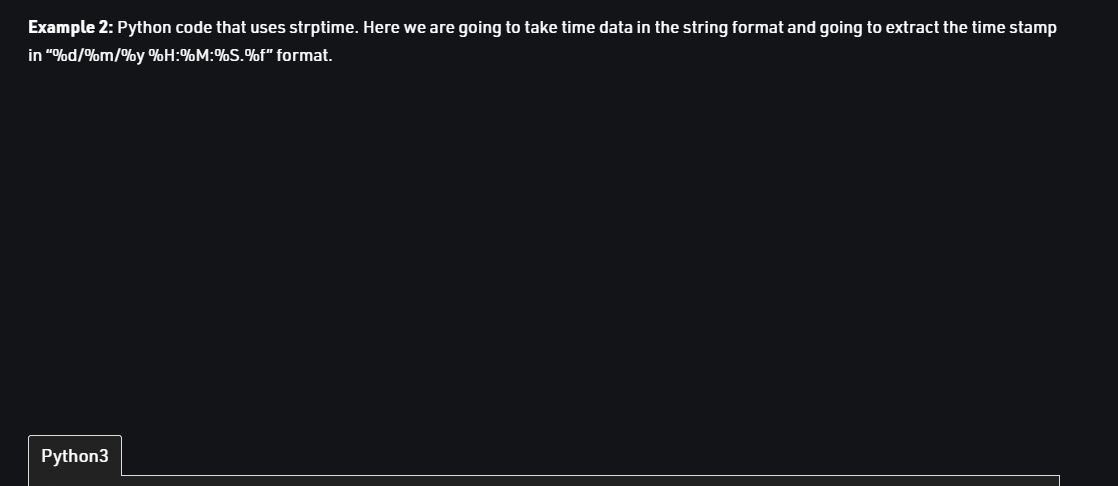 Example 2: Python code that uses strptime. Here we are going to take time data in the string format and going to extract the time stamp
in “%d/%m/%y %H:%M:%S.%f” format.
Python3